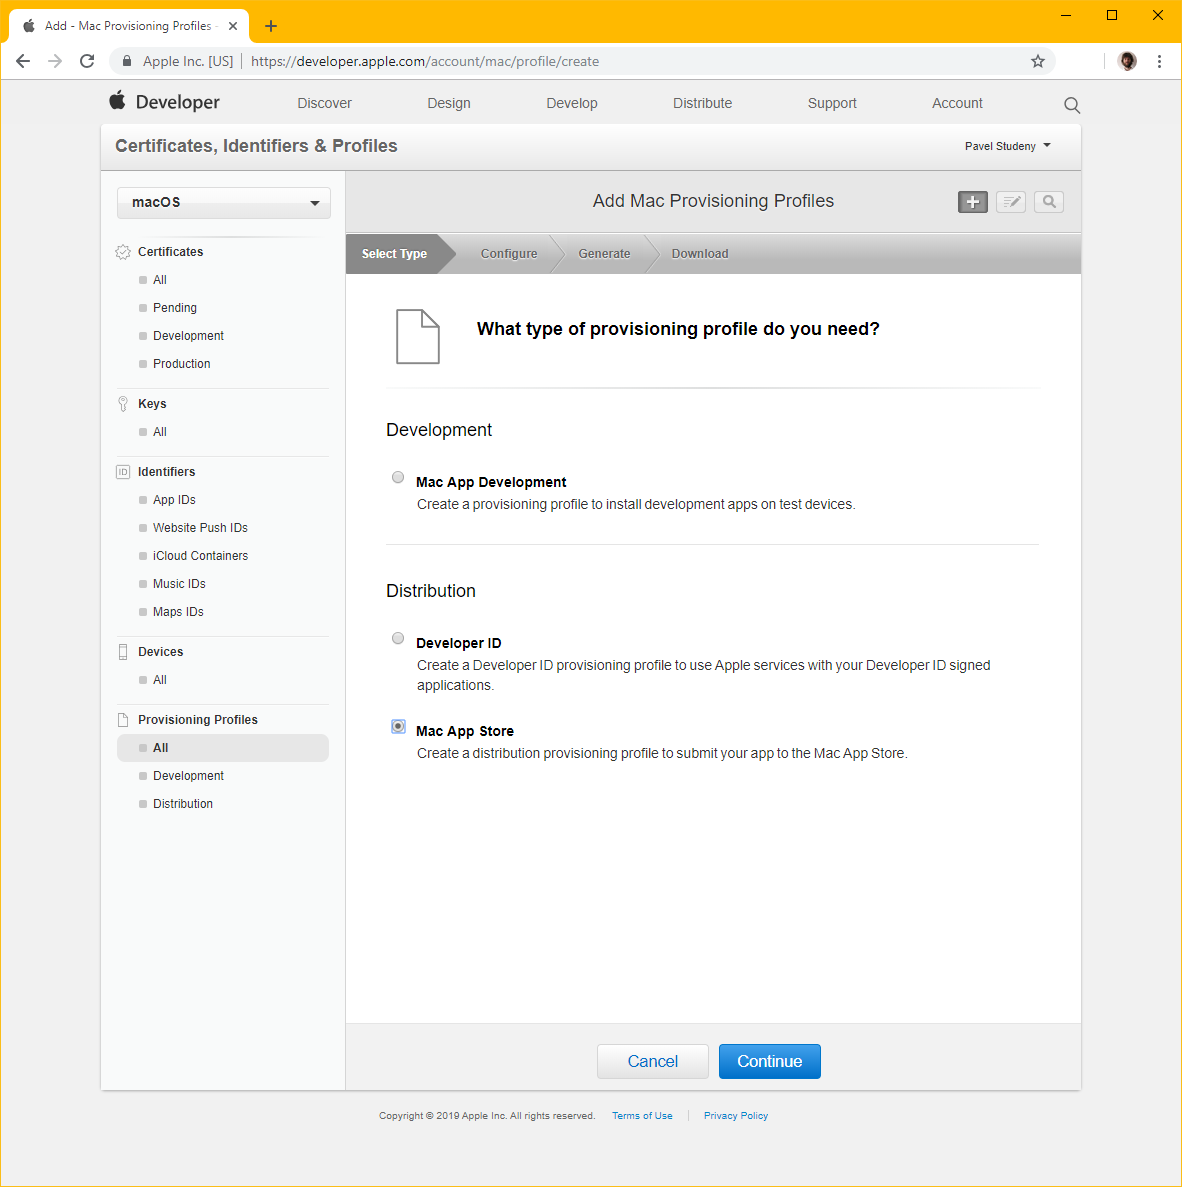 Add - Mac Provisioning Profiles -
Apple Inc. [US] | https://developer.apple.com/account/mac/profile/create
Developer Discover Design Develop Distribute Support Account
Certificates, Identifiers & Profiles
Pavel Studeny
macOS
Certificates
All
Pending
Development
Production
Keys
All
ID Identifiers
App IDs
Website Push IDs
iCloud Containers
Music IDs
Maps IDs
Devices
All
Provisioning Profiles
All
Development
Distribution
Add Mac Provisioning Profiles
Select Type Configure Generate Download
What type of provisioning profile do you need?
Development
Mac App Development
Create a provisioning profile to install development apps on test devices.
Distribution
Developer ID
Create a Developer ID provisioning profile to use Apple services with your Developer ID signed
applications.
Mac App Store
Create a distribution provisioning profile to submit your app to the Mac App Store.
Cancel Continue
Copyright © 2019 Apple Inc. All rights reserved. Terms of Use | Privacy Policy